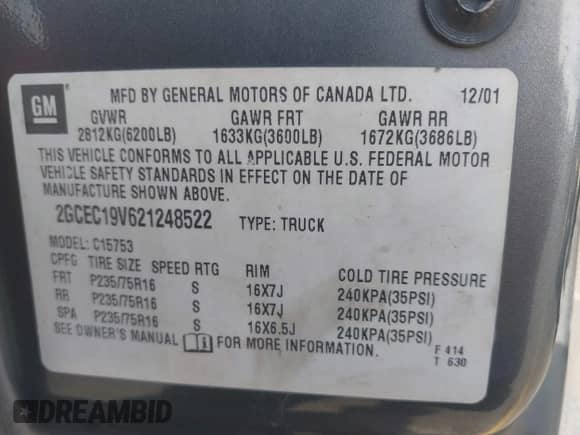 GM
MFD BY GENERAL MOTORS OF CANADA LTD. 12/01
GVWR GAWR FRT GAWR RR
2812KG(6200LB) 1633KG(3600LB) 1672KG(3686LB)
THIS VEHICLE CONFORMS TO ALL APPLICABLE U.S. FEDERAL MOTOR
VEHICLE SAFETY STANDARDS IN EFFECT ON THE DATE OF
MANUFACTURE SHOWN ABOVE.
2GCEC19V621248522 TYPE: TRUCK
MODEL: C15753
CPFG TIRE SIZE SPEED RTG RIM COLD TIRE PRESSURE
FRT P235/75R16 S 16X7J 240KPA(35PSI)
RR P235/75R16 S 16X7J 240KPA(35PSI)
SPA P235/75R16 S 16X6.5J 240KPA(35PSI)
SEE OWNER'S MANUAL FOR MORE INFORMATION.
F 414
T 630
DREAMBID